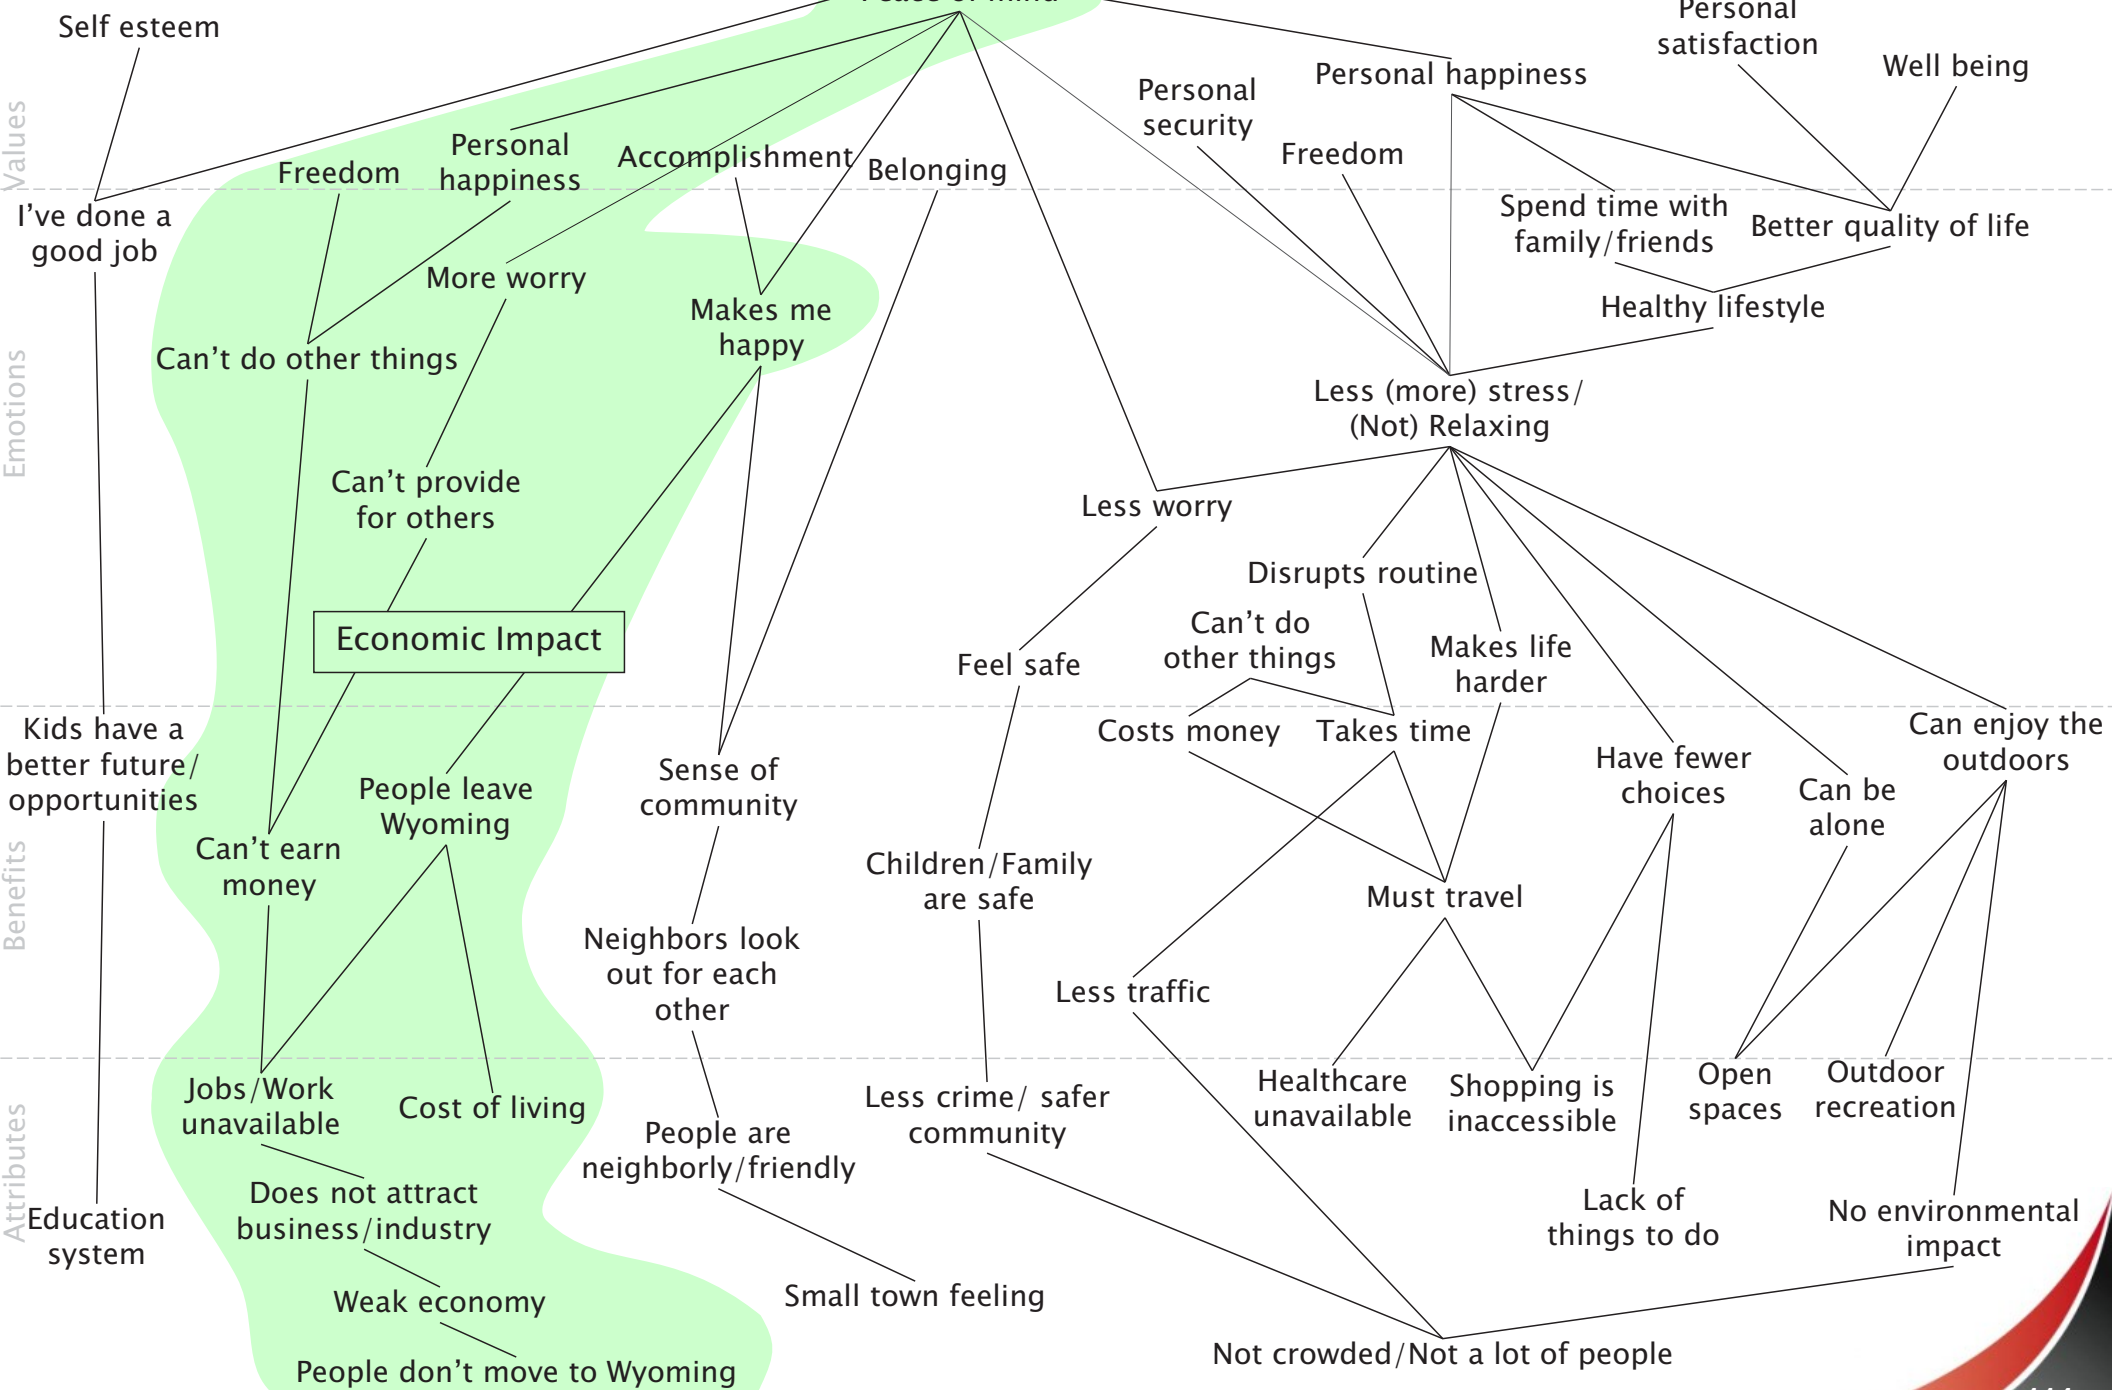 Peace of mind
Self esteem
Personal
satisfaction
Well being
Personal happiness
Personal
security
Freedom
Values
Freedom
Personal
happiness
Accomplishment
Belonging
I've done a
good job
Spend time with
family/friends
Better quality of life
More worry
Makes me
happy
Healthy lifestyle
Can't do other things
Emotions
Less (more) stress/
(Not) Relaxing
Can't provide
for others
Less worry
Disrupts routine
Economic Impact
Can't do
other things
Makes life
harder
Feel safe
Kids have a
better future/
opportunities
Costs money
Takes time
Can enjoy the
outdoors
Sense of
community
Have fewer
choices
People leave
Wyoming
Can be
alone
Can't earn
money
Benefits
Children/Family
are safe
Must travel
Neighbors look
out for each
other
Less traffic
Attributes
Jobs/Work
unavailable
Cost of living
Less crime/ safer
community
Healthcare
unavailable
Shopping is
inaccessible
Open
spaces
Outdoor
recreation
People are
neighborly/friendly
Does not attract
business/industry
Education
system
Lack of
things to do
No environmental
impact
Weak economy
Small town feeling
Not crowded/Not a lot of people
People don't move to Wyoming